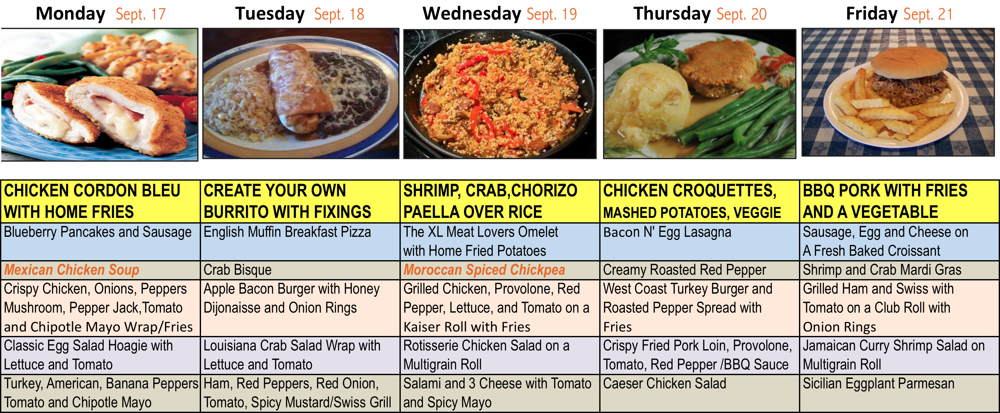 Monday Sept. 17
Tuesday Sept. 18
Wednesday Sept. 19
Thursday Sept. 20
Friday Sept. 21
CHICKEN CORDON BLEU
WITH HOME FRIES
CREATE YOUR OWN
BURRITO WITH FIXINGS
SHRIMP, CRAB,CHORIZO
PAELLA OVER RICE
CHICKEN CROQUETTES,
MASHED POTATOES, VEGGIE
BBQ PORK WITH FRIES
AND A VEGETABLE
Blueberry Pancakes and Sausage
English Muffin Breakfast Pizza
The XL Meat Lovers Omelet
with Home Fried Potatoes
Bacon N' Egg Lasagna
Sausage, Egg and Cheese on
A Fresh Baked Croissant
Mexican Chicken Soup
Crab Bisque
Moroccan Spiced Chickpea
Creamy Roasted Red Pepper
Shrimp and Crab Mardi Gras
Crispy Chicken, Onions, Peppers
Mushroom, Pepper Jack,Tomato
and Chipotle Mayo Wrap/Fries
Apple Bacon Burger with Honey
Dijonaisse and Onion Rings
Grilled Chicken, Provolone, Red
Pepper, Lettuce, and Tomato on a
Kaiser Roll with Fries
West Coast Turkey Burger and
Roasted Pepper Spread with
Fries
Grilled Ham and Swiss with
Tomato on a Club Roll with
Onion Rings
Classic Egg Salad Hoagie with
Lettuce and Tomato
Louisiana Crab Salad Wrap with
Lettuce and Tomato
Rotisserie Chicken Salad on a
Multigrain Roll
Crispy Fried Pork Loin, Provolone,
Tomato, Red Pepper /BBQ Sauce
Jamaican Curry Shrimp Salad on
Multigrain Roll
Turkey, American, Banana Peppers
Tomato and Chipotle Mayo
Ham, Red Peppers, Red Onion,
Tomato, Spicy Mustard/Swiss Grill
Salami and 3 Cheese with Tomato
and Spicy Mayo
Caeser Chicken Salad
Sicilian Eggplant Parmesan